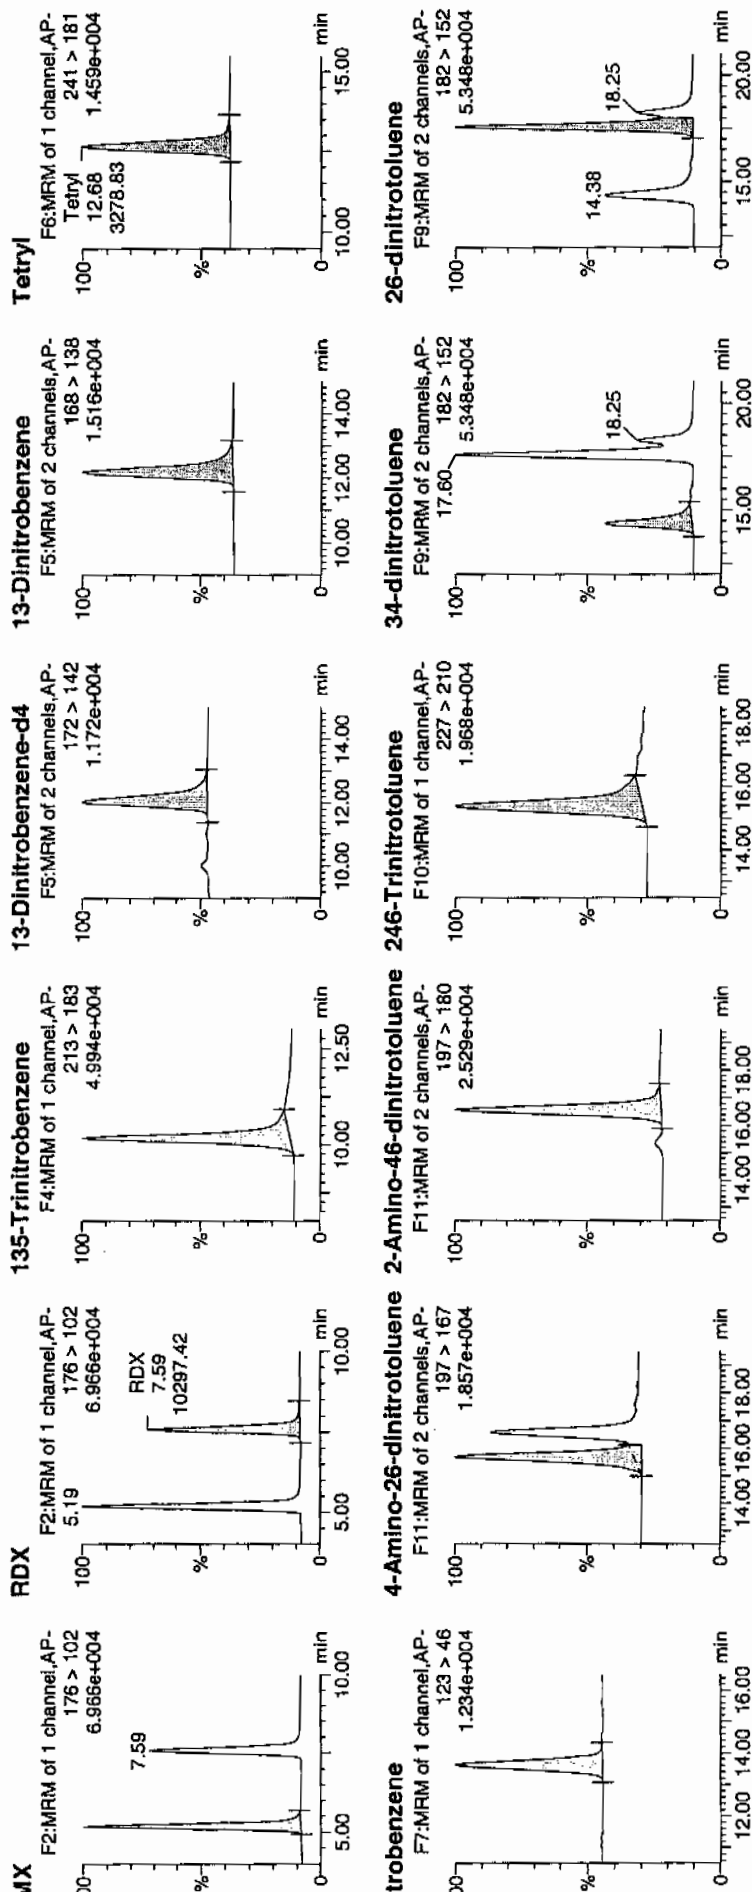 MX
F2:MRM of 1 channel,AP-
176 > 102
6.966e+004
7.59
00
%
0
5.00 10.00
min
RDX
F2:MRM of 1 channel,AP-
176 > 102
6.966e+004
5.19
RDX
7.59
10297.42
100
%
0
5.00 10.00
min
135-Trinitrobenzene
F4:MRM of 1 channel,AP-
213 > 183
4.994e+004
100
%
0
10.00 12.50
min
13-Dinitrobenzene-d4
F5:MRM of 2 channels,AP-
172 > 142
1.172e+004
100
%
0
10.00 12.00 14.00
min
13-Dinitrobenzene
F5:MRM of 2 channels,AP-
168 > 138
1.516e+004
100
%
0
10.00 12.00 14.00
min
Tetryl
F6:MRM of 1 channel,AP-
241 > 181
1.459e+004
Tetryl
12.68
3278.83
100
%
0
10.00 15.00
min
trobenzene
F7:MRM of 1 channel,AP-
123 > 46
1.234e+004
00
%
0
12.00 14.00 16.00
min
4-Amino-26-dinitrotoluene
F11:MRM of 2 channels,AP-
197 > 167
1.857e+004
100
%
0
14.00 16.00 18.00
min
2-Amino-46-dinitrotoluene
F11:MRM of 2 channels,AP-
197 > 180
2.529e+004
100
%
0
14.00 16.00 18.00
min
246-Trinitrotoluene
F10:MRM of 1 channel,AP-
227 > 210
1.968e+004
100
%
0
14.00 16.00 18.00
min
34-dinitrotoluene
F9:MRM of 2 channels,AP-
182 > 152
5.348e+004
17.60
18.25
100
%
0
15.00 20.00
min
26-dinitrotoluene
F9:MRM of 2 channels,AP-
182 > 152
5.348e+004
14.38
18.25
100
%
0
15.00 20.00
min